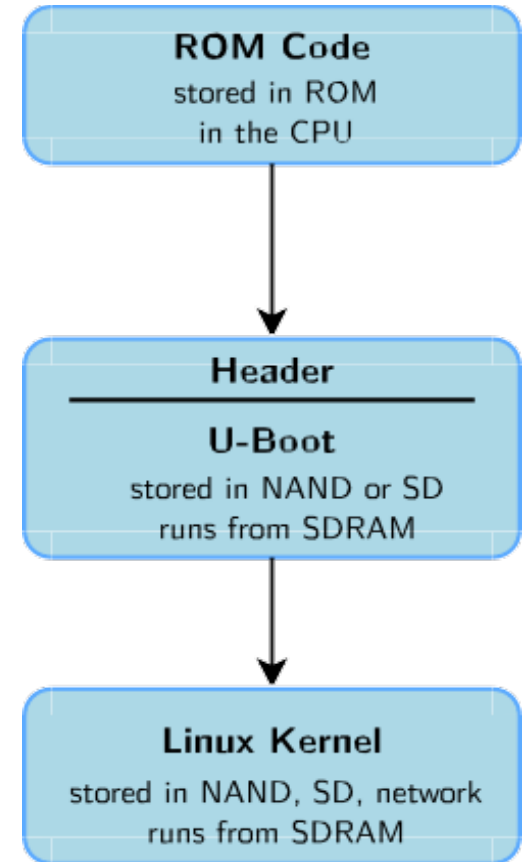 ROM Code
stored in ROM
in the CPU
Header
U-Boot
stored in NAND or SD
runs from SDRAM
Linux Kernel
stored in NAND, SD, network
runs from SDRAM